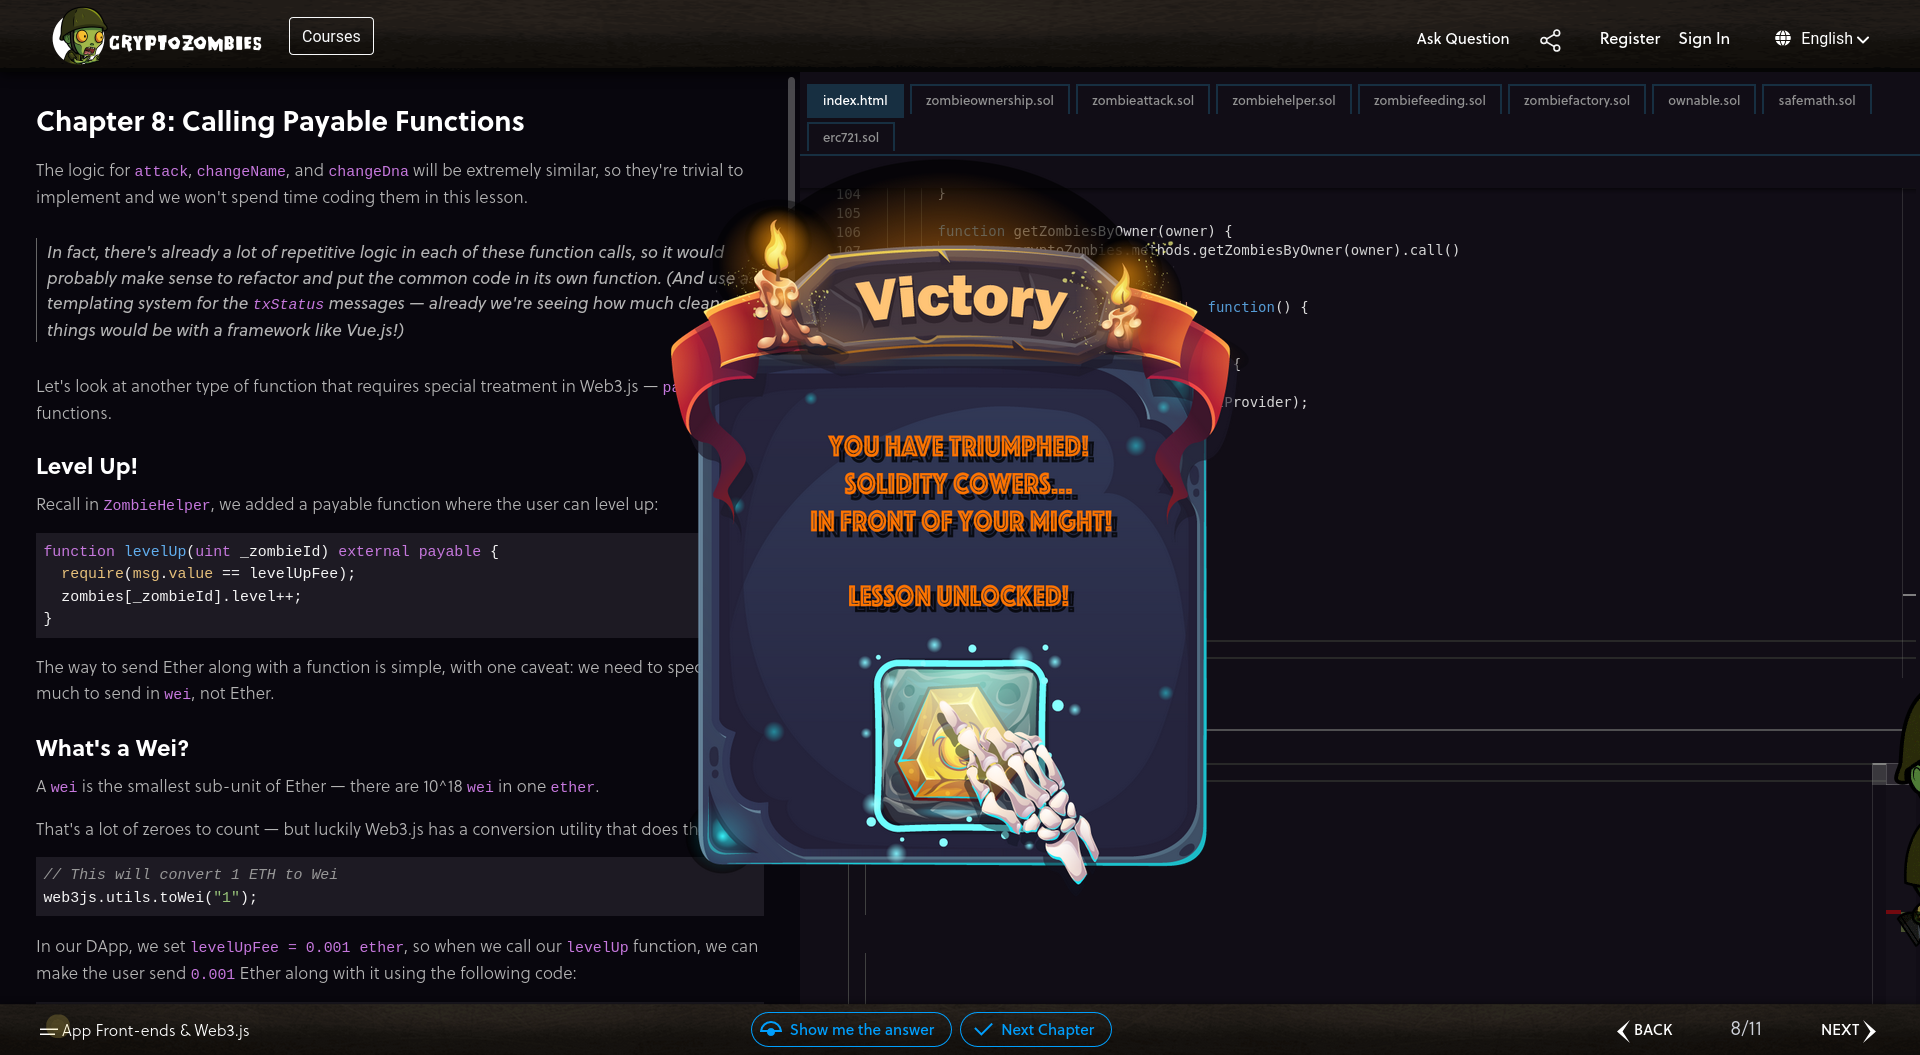 CRYPTOZOMBIES
Courses
Ask Question
Register
Sign In
English
Chapter 8: Calling Payable Functions
The logic for attack, changeName, and changeDna will be extremely similar, so they're trivial to
implement and we won't spend time coding them in this lesson.
In fact, there's already a lot of repetitive logic in each of these function calls, so it would
probably make sense to refactor and put the common code in its own function. (And use
templating system for the txStatus messages — already we're seeing how much
things would be with a framework like Vue.js!)
Let's look at another type of function that requires special treatment in Web3.js —
functions.
Level Up!
Recall in ZombieHelper, we added a payable function where the user can level up:
function levelUp(uint _zombieId) external payable {
require(msg.value == levelUpFee);
zombies[_zombieId].level++;
}
The way to send Ether along with a function is simple, with one caveat: we need to
much to send in wei, not Ether.
What's a Wei?
A wei is the smallest sub-unit of Ether — there are 10^18 wei in one ether.
That's a lot of zeroes to count — but luckily Web3.js has a conversion utility that does
// This will convert 1 ETH to Wei
web3js.utils.toWei("1");
In our DApp, we set levelUpFee = 0.001 ether, so when we call our levelUp function, we can
make the user send 0.001 Ether along with it using the following code:
index.html
zombieownership.sol
zombieattack.sol
zombiehelper.sol
zombiefeeding.sol
zombiefactory.sol
ownable.sol
safemath.sol
erc721.sol
104 }
105
106 function getZombiesByOwner(owner) {
107 cryptoZombies.methods.getZombiesByOwner(owner).call()
function() {
{
Provider);
Victory
YOU HAVE TRIUMPHED!
SOLIDITY COWERS...
IN FRONT OF YOUR MIGHT!
LESSON UNLOCKED!
App Front-ends & Web3.js
Show me the answer
Next Chapter
BACK
8/11
NEXT